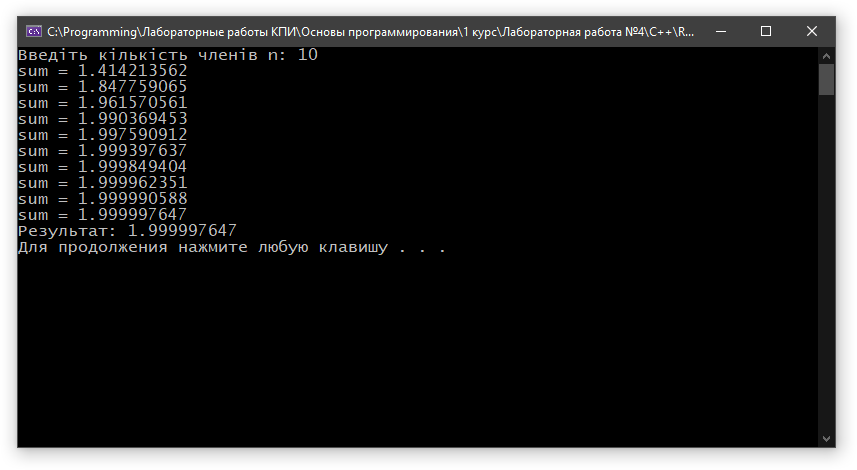 C:\Programming\Лабораторные работы КПИ\Основы программирования\1 курс\Лабораторная работа №4\C++\R...
Введіть кількість членів n: 10
sum = 1.414213562
sum = 1.847759065
sum = 1.961570561
sum = 1.990369453
sum = 1.997590912
sum = 1.999397637
sum = 1.999849404
sum = 1.999962351
sum = 1.999990588
sum = 1.999997647
Результат: 1.999997647
Для продолжения нажмите любую клавишу . . .